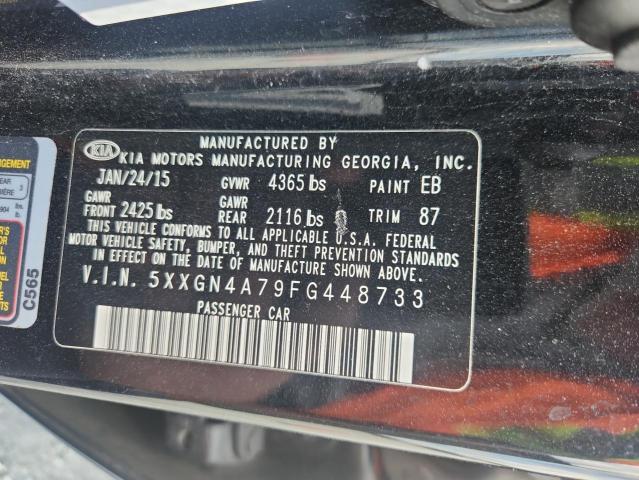 MANUFACTURED BY
KIA KIA MOTORS MANUFACTURING GEORGIA, INC.
JAN/24/15 GVWR 4365 lbs PAINT EB
GAWR FRONT 2425 lbs GAWR REAR 2116 lbs TRIM 87
THIS VEHICLE CONFORMS TO ALL APPLICABLE U.S.A. FEDERAL
MOTOR VEHICLE SAFETY, BUMPER, AND THEFT PREVENTION STANDARDS
IN EFFECT ON THE DATE OF MANUFACTURE SHOWN ABOVE.
V.I.N. 5XXGN4A79FG448733
PASSENGER CAR
C565